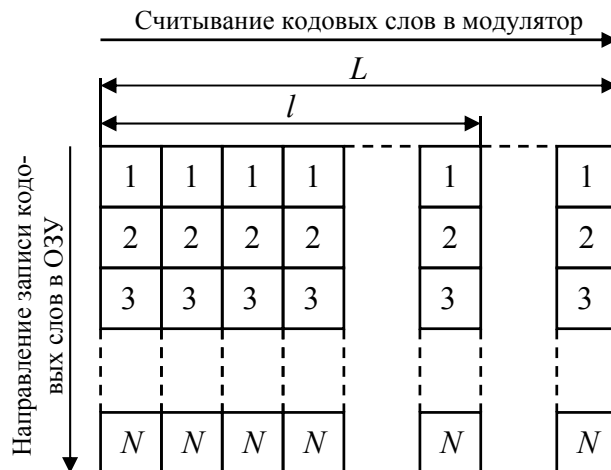 Считывание кодовых слов в модулятор
L
l
Направление записи кодо-
вых слов в ОЗУ
1 1 1 1 1 1
2 2 2 2 2 2
3 3 3 3 3 3
N N N N N N